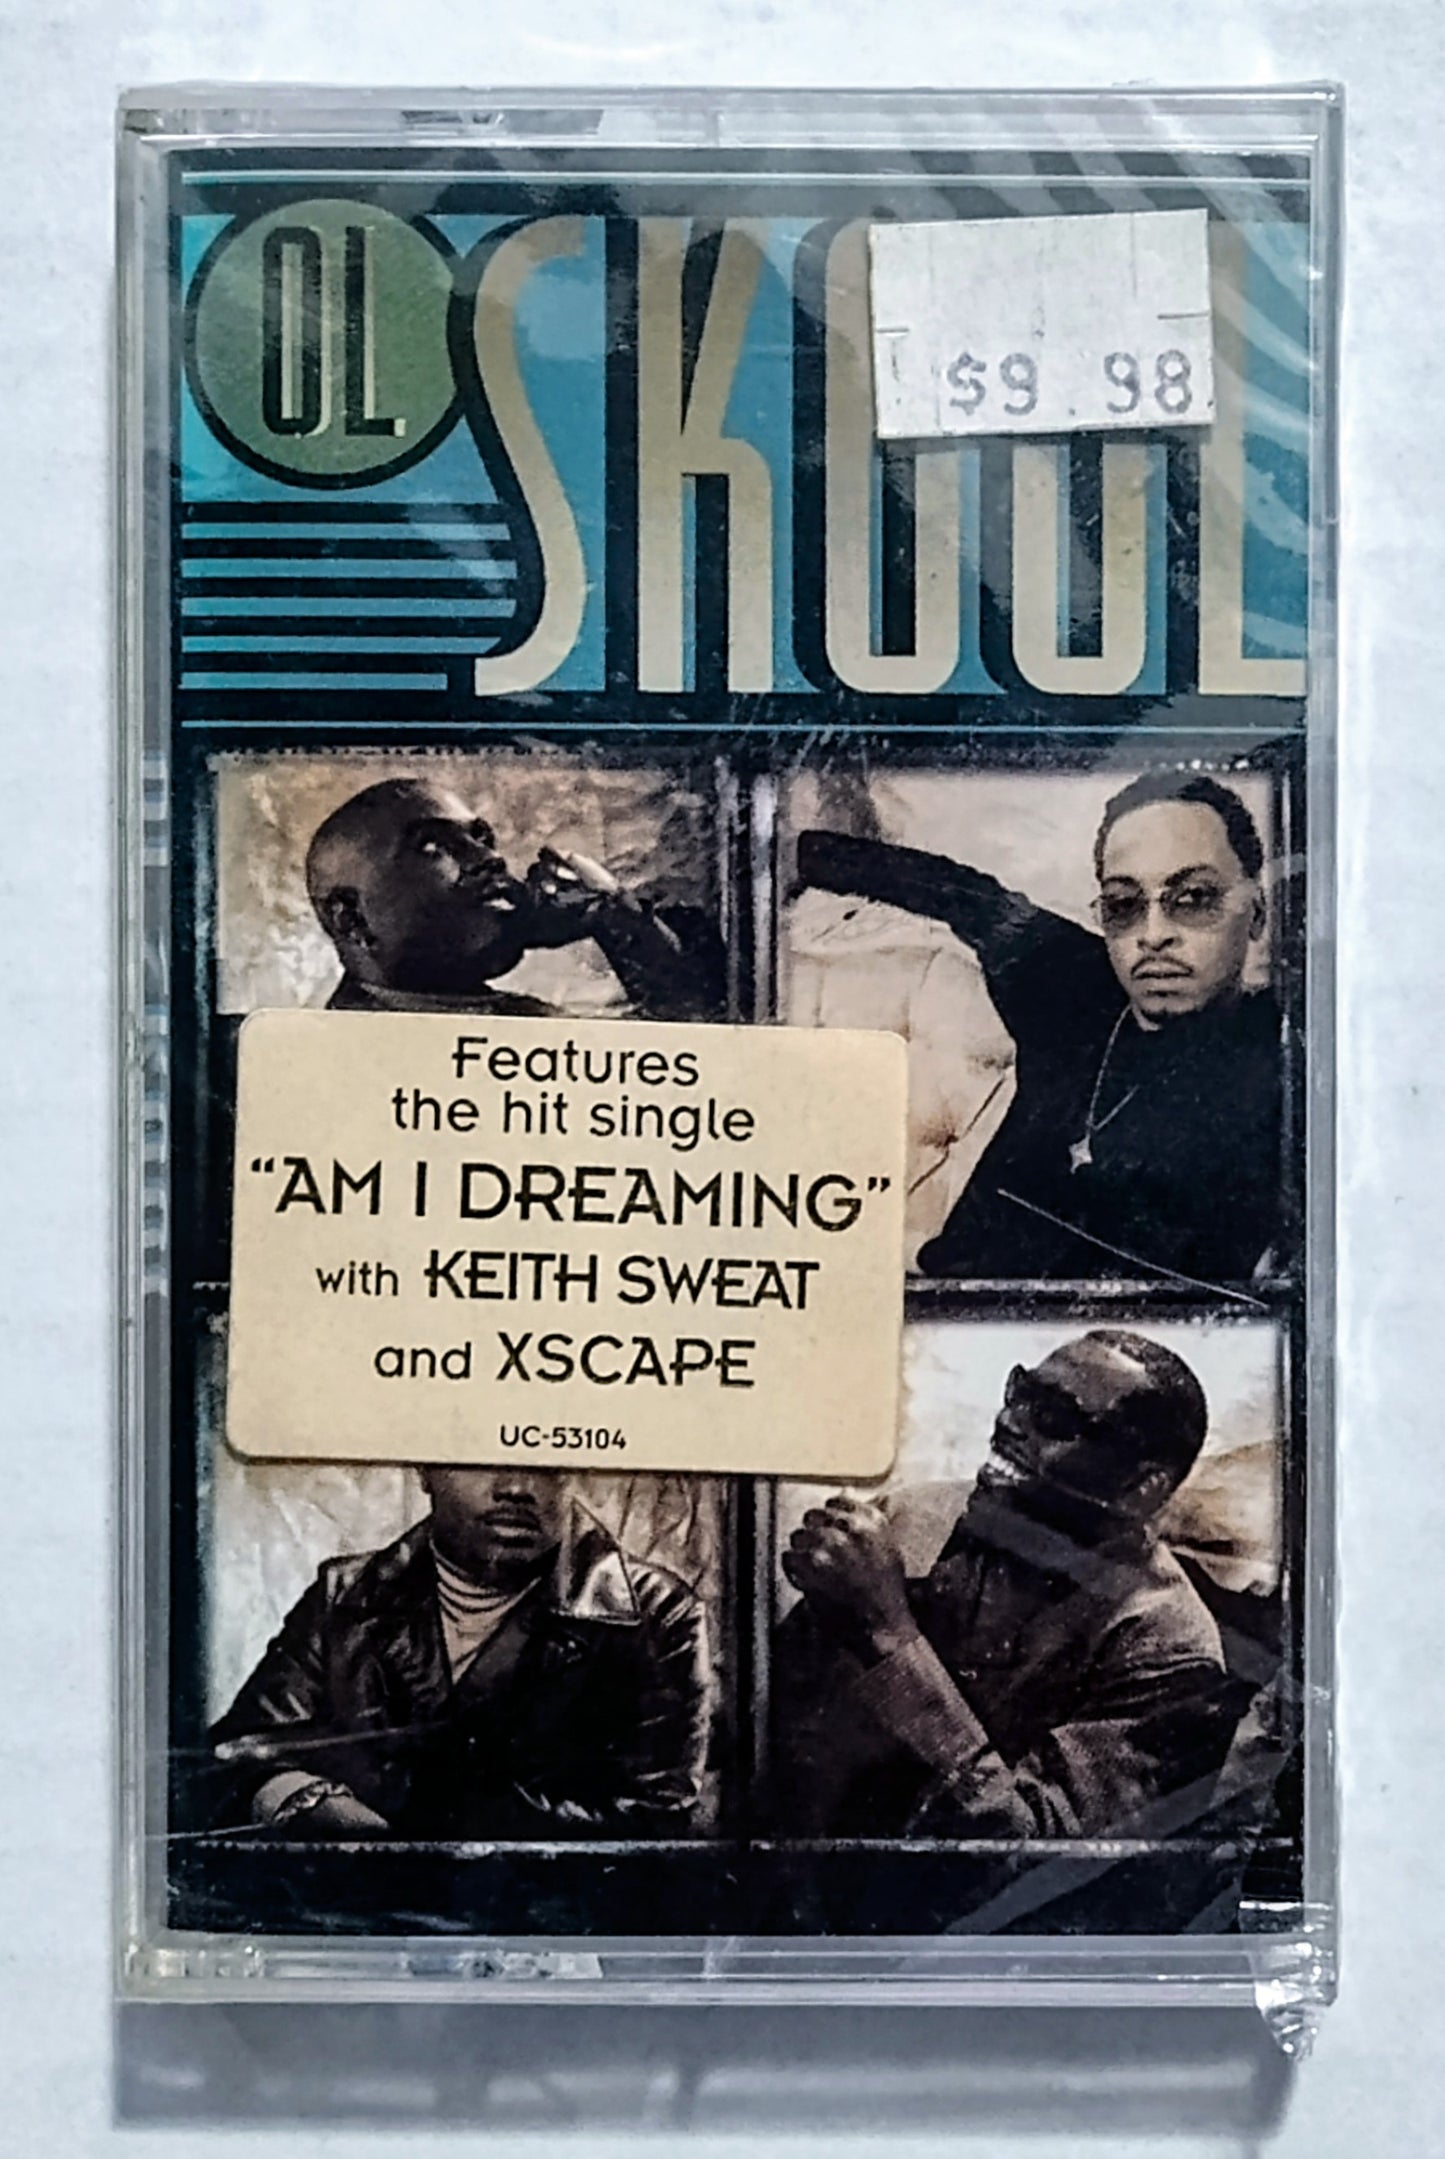 OL SKOOL
$9.98
Features
the hit single
"AM I DREAMING"
with KEITH SWEAT
and XSCAPE
UC-53104